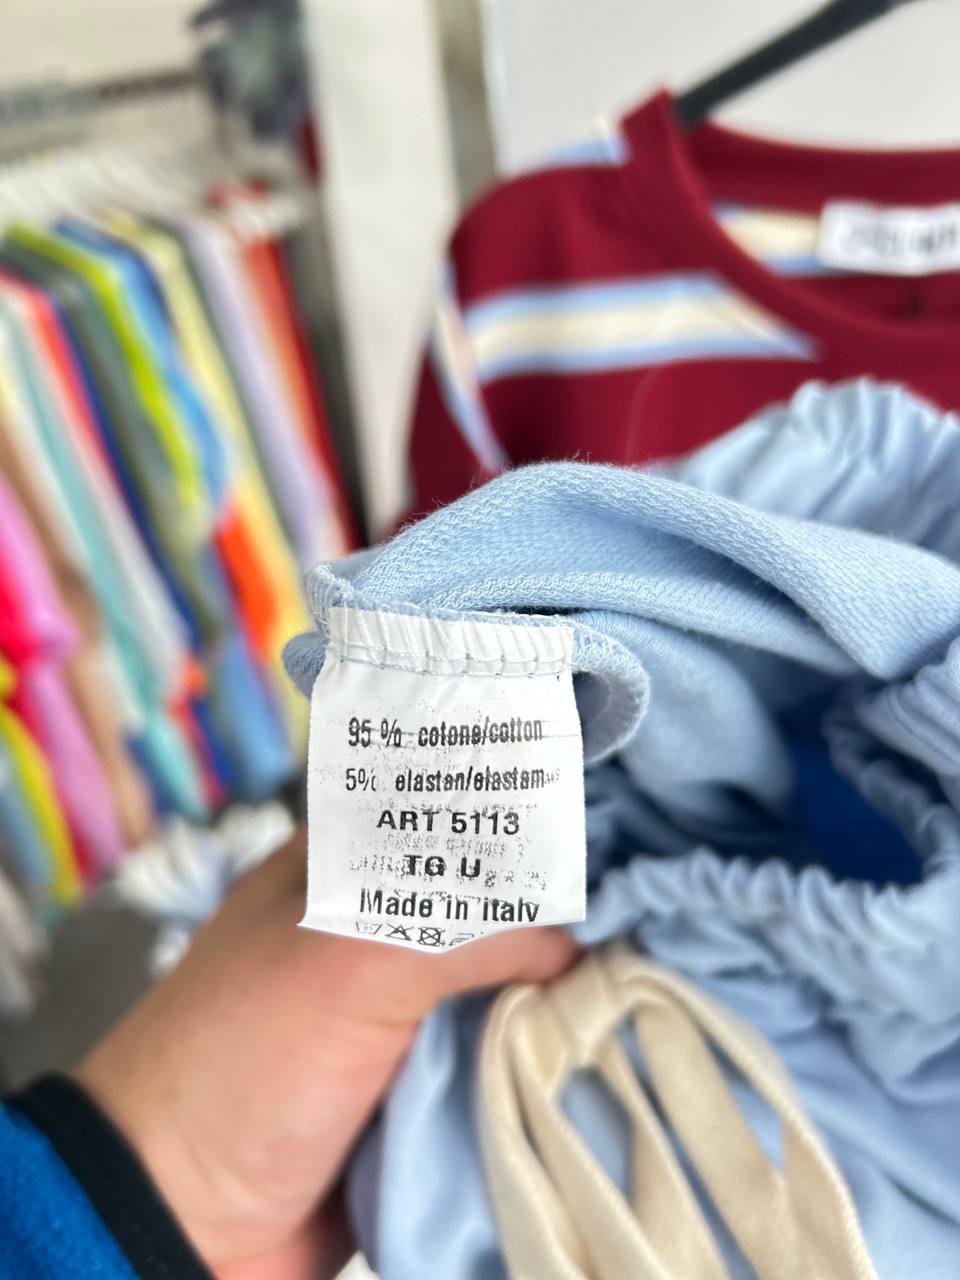 95 % cotone/cotton
5% elastan/elastam
ART 5113
TG U
Made in italy